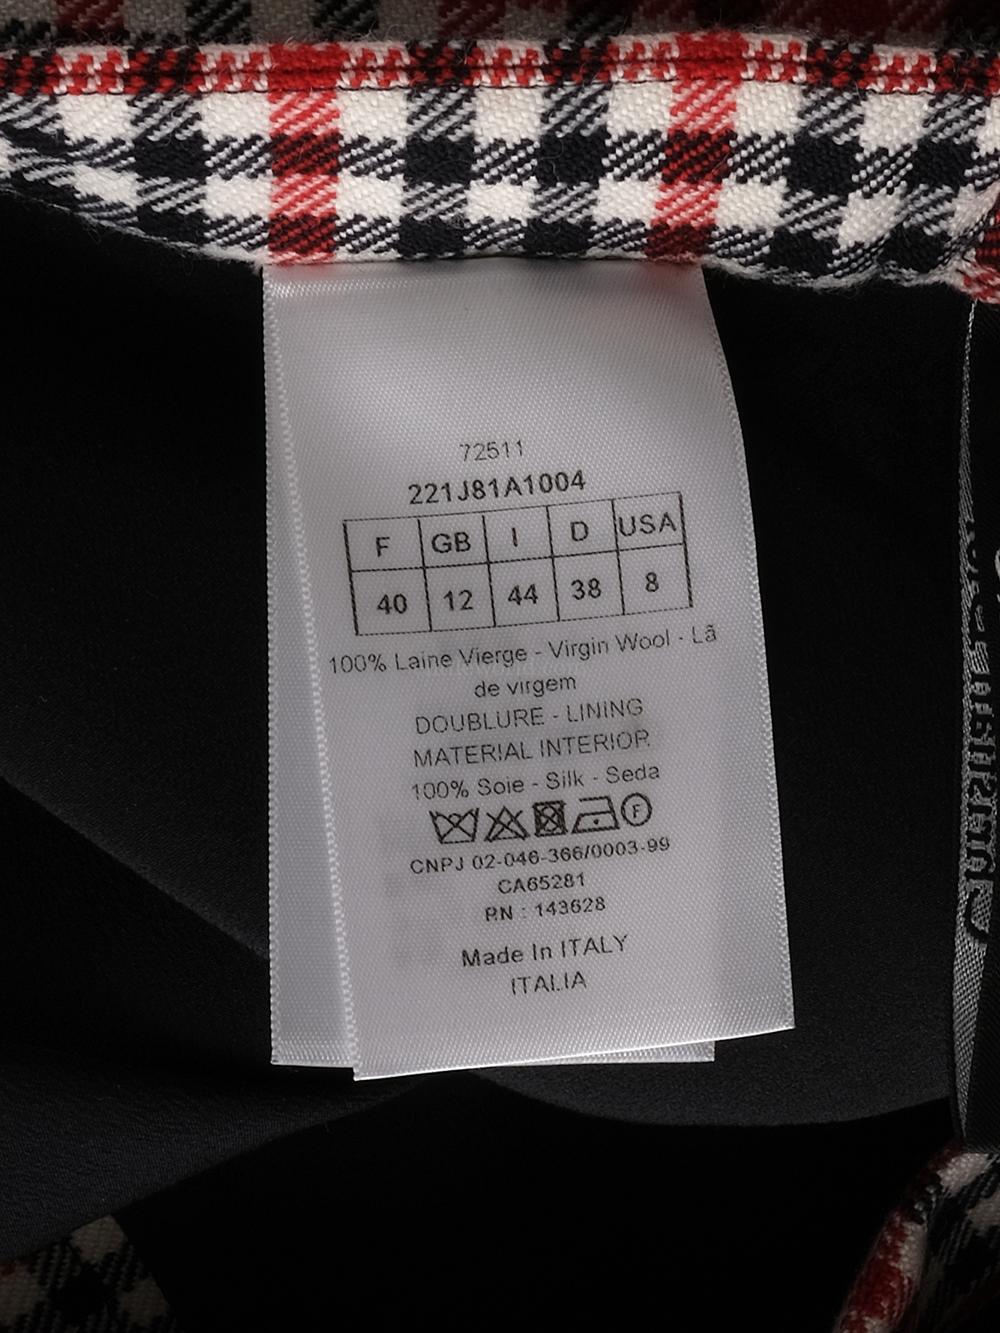 72511
221J81A1004
F GB I D USA
40 12 44 38 8
100% Laine Vierge - Virgin Wool - Lã
de virgem
DOUBLURE - LINING
MATERIAL INTERIOR
100% Soie - Silk - Seda
F
CNPJ 02-046-366/0003-99
CA65281
RN : 143628
Made In ITALY
ITALIA